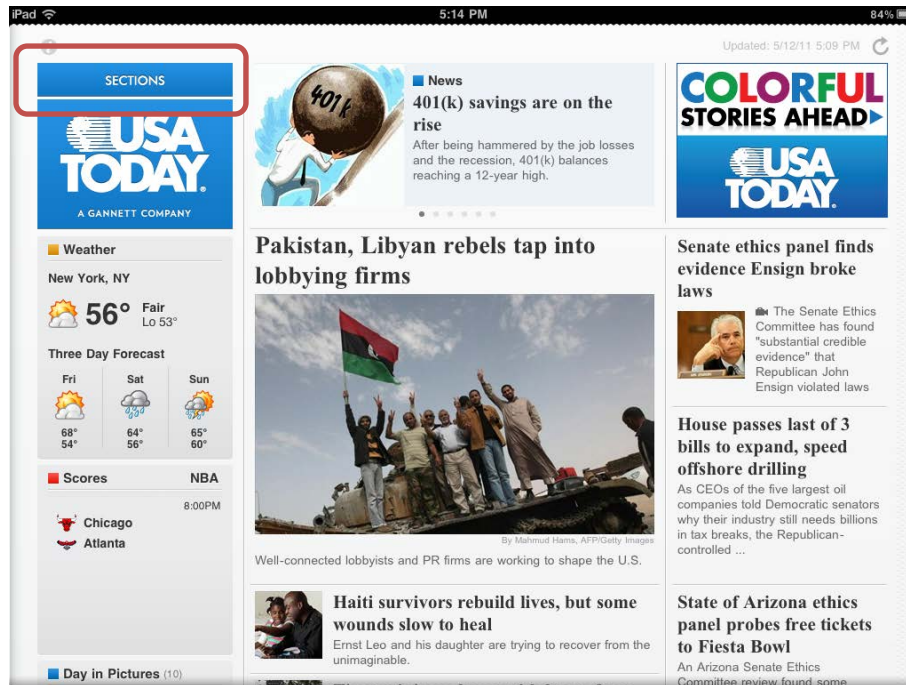 iPad
5:14 PM
84%
Updated: 5/12/11 5:09 PM
SECTIONS
USA
TODAY.
A GANNETT COMPANY
401k
News
401(k) savings are on the
rise
After being hammered by the job losses
and the recession, 401(k) balances
reaching a 12-year high.
COLORFUL
STORIES AHEAD
USA
TODAY.
Weather
New York, NY
56° Fair
Lo 53°
Three Day Forecast
Fri Sat Sun
68° 64° 65°
54° 56° 60°
Scores NBA
8:00PM
Chicago
Atlanta
Day in Pictures (10)
Pakistan, Libyan rebels tap into
lobbying firms
By Mahmud Hams, AFP/Getty Images
Well-connected lobbyists and PR firms are working to shape the U.S.
Haiti survivors rebuild lives, but some
wounds slow to heal
Ernst Leo and his daughter are trying to recover from the
unimaginable.
Senate ethics panel finds
evidence Ensign broke
laws
The Senate Ethics
Committee has found
"substantial credible
evidence" that
Republican John
Ensign violated laws
House passes last of 3
bills to expand, speed
offshore drilling
As CEOs of the five largest oil
companies told Democratic senators
why their industry still needs billions
in tax breaks, the Republican-
controlled ...
State of Arizona ethics
panel probes free tickets
to Fiesta Bowl
An Arizona Senate Ethics
Committee review found some